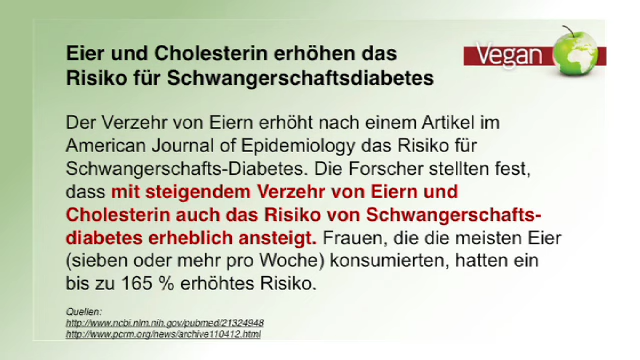 Eier und Cholesterin erhöhen das
Risiko für Schwangerschaftsdiabetes
Vegan
Der Verzehr von Eiern erhöht nach einem Artikel im
American Journal of Epidemiology das Risiko für
Schwangerschafts-Diabetes. Die Forscher stellten fest,
dass mit steigendem Verzehr von Eiern und
Cholesterin auch das Risiko von Schwangerschafts-
diabetes erheblich ansteigt. Frauen, die die meisten Eier
(sieben oder mehr pro Woche) konsumierten, hatten ein
bis zu 165 % erhöhtes Risiko.
Quellen:
http://www.ncbi.nlm.nih.gov/pubmed/21324948
http://www.pcrm.org/news/archive110412.html